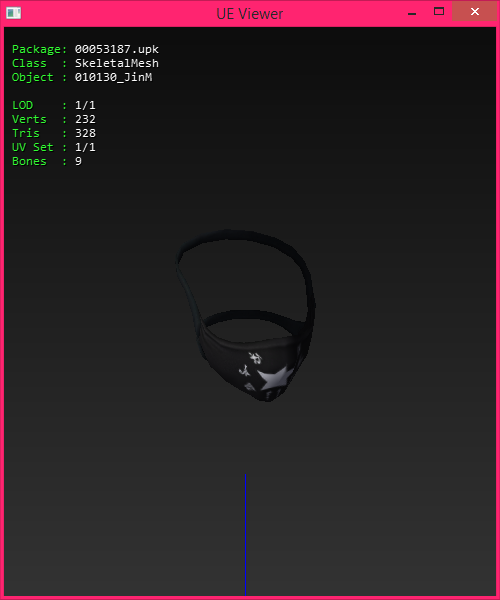 UE Viewer
Package: 00053187.upk
Class : SkeletalMesh
Object : 010130_JinM
LOD : 1/1
Verts : 232
Tris : 328
UV Set : 1/1
Bones : 9